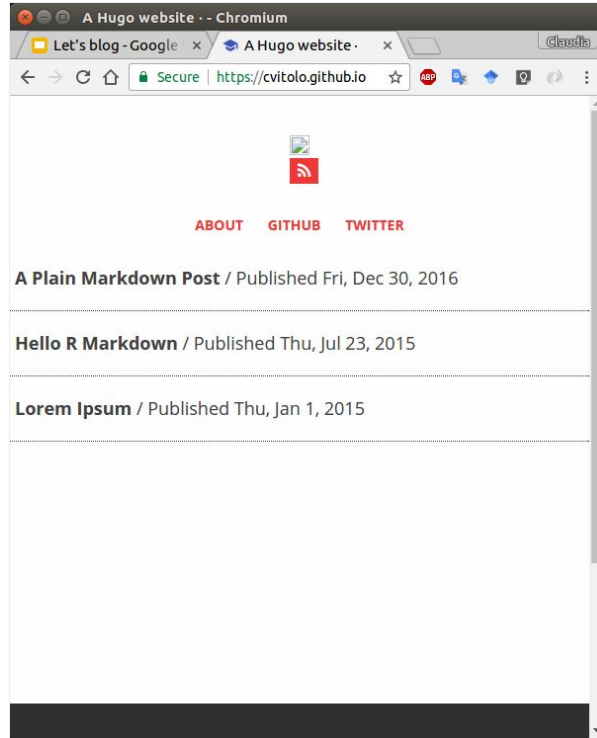 A Hugo website · - Chromium
Let's blog - Google S
A Hugo website ·
Claudia
Secure | https://cvitolo.github.io
ABP
ABOUT GITHUB TWITTER
A Plain Markdown Post / Published Fri, Dec 30, 2016
Hello R Markdown / Published Thu, Jul 23, 2015
Lorem Ipsum / Published Thu, Jan 1, 2015